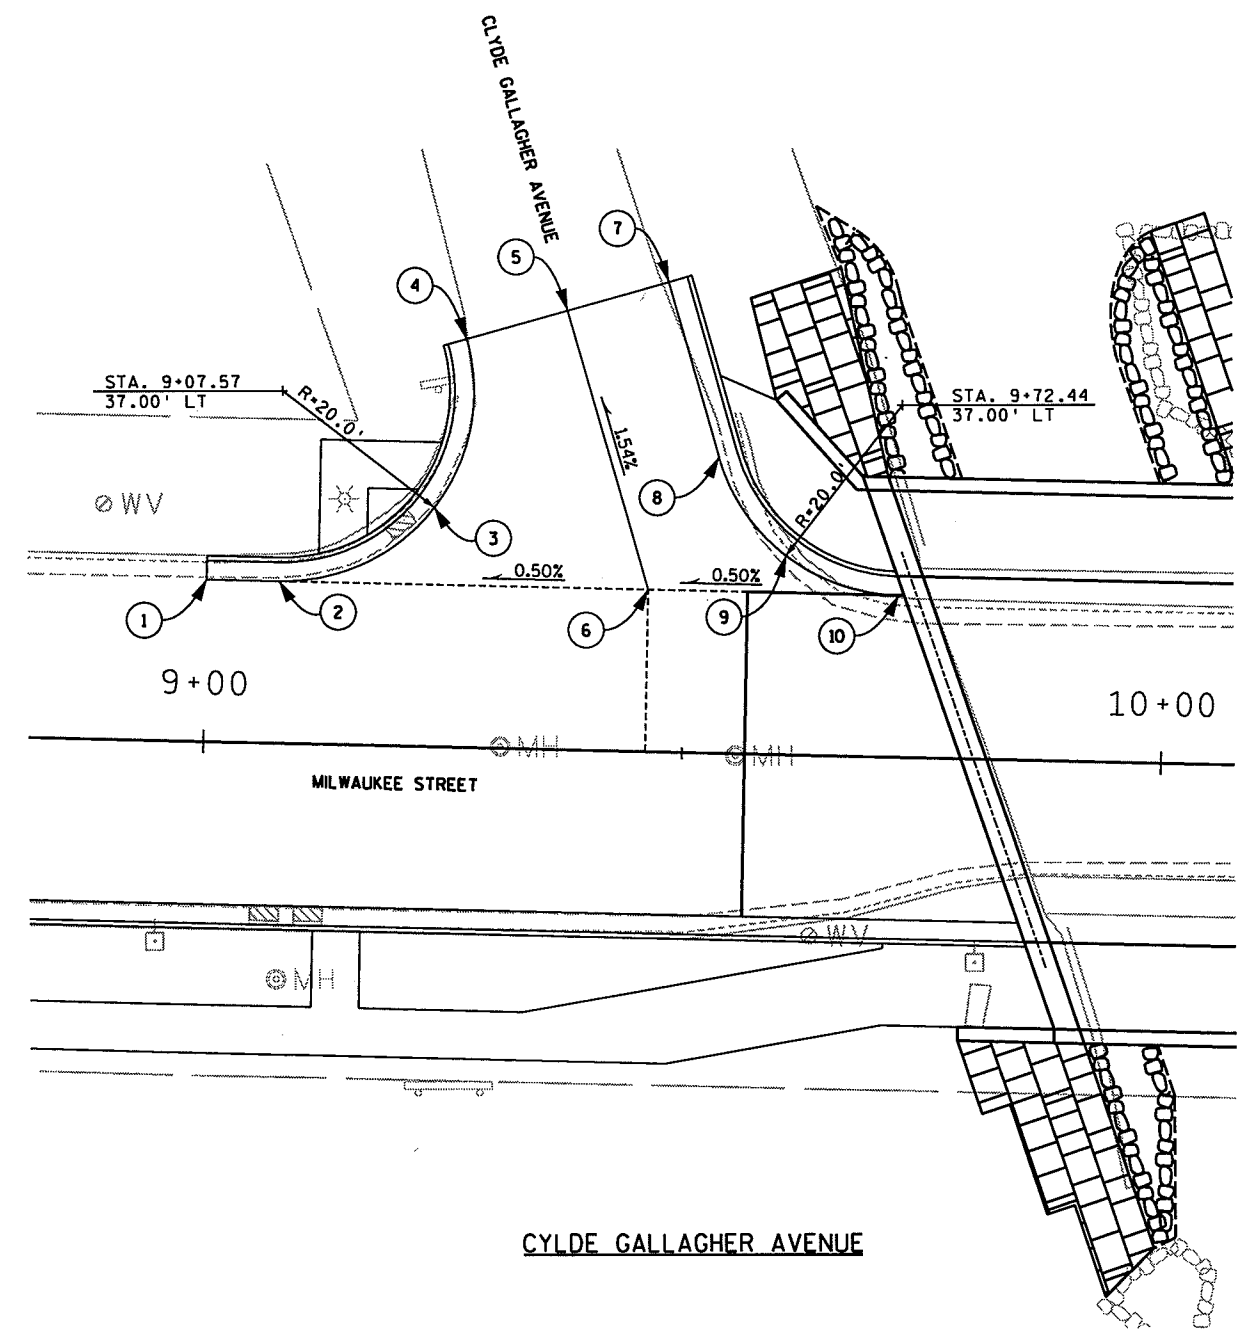 CLYDE GALLAGHER AVENUE
7
5
4
STA. 9+07.57
37.00' LT
R=20.0'
STA. 9+72.44
37.00' LT
1.54%
8
R=20.0'
WV
3
0.50%
0.50%
1
2
6
9
10
9+00
10+00
MH
MH
MILWAUKEE STREET
WV
MH
CYLDE GALLAGHER AVENUE